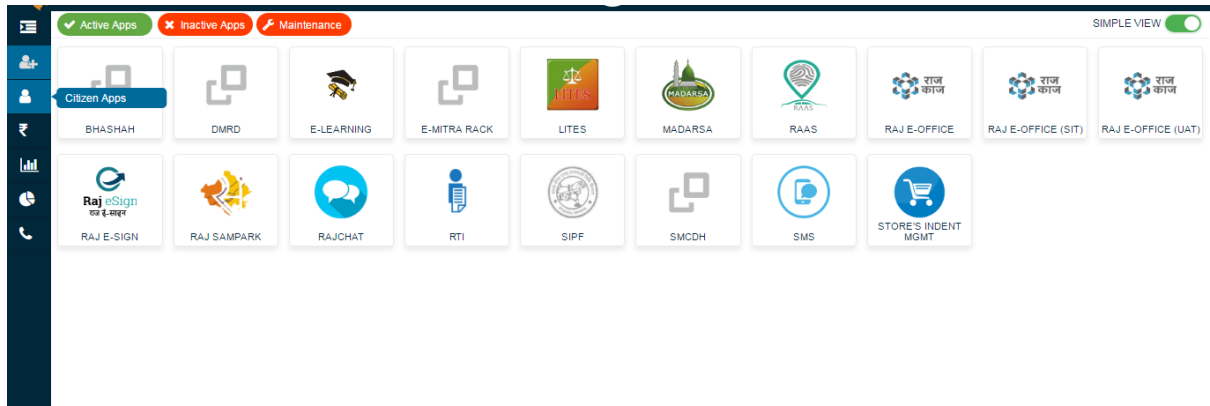 Active Apps
Inactive Apps
Maintenance
SIMPLE VIEW
Citizen Apps
BHASHAH
DMRD
E-LEARNING
E-MITRA RACK
LITES
LITES
MADARSA
MADARSA
RAAS
RAAS
राज
काज
RAJ E-OFFICE
राज
काज
RAJ E-OFFICE (SIT)
राज
काज
RAJ E-OFFICE (UAT)
₹
Raj eSign
राज ई-साइन
RAJ E-SIGN
RAJ SAMPARK
RAJCHAT
RTI
SIPF
SMCDH
SMS
STORE'S INDENT
MGMT